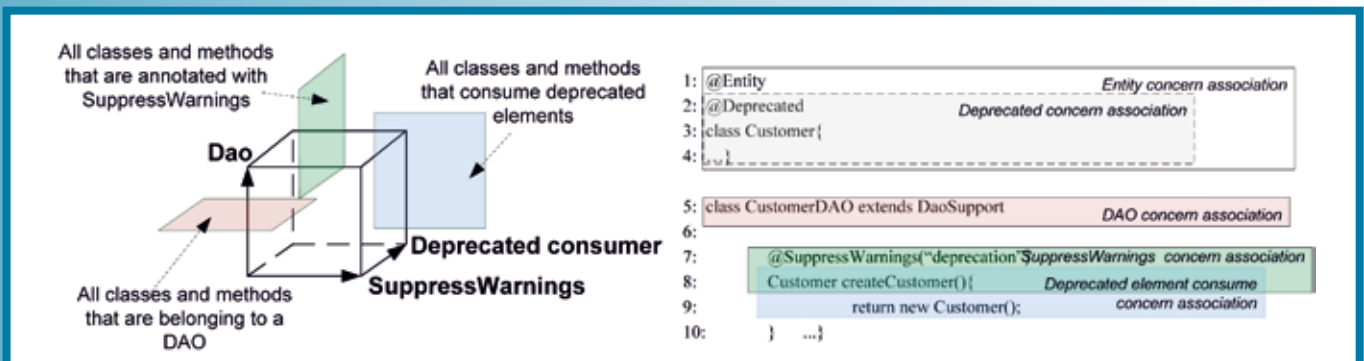 All classes and methods
that are annotated with
SuppressWarnings
All classes and methods
that consume deprecated
elements
Dao
Deprecated consumer
SuppressWarnings
All classes and methods
that are belonging to a
DAO
1: @Entity Entity concern association
2: @Deprecated Deprecated concern association
3: class Customer{
4: ...}
5: class CustomerDAO extends DaoSupport DAO concern association
6:
7: @SuppressWarnings("deprecation") SuppressWarnings concern association
8: Customer createCustomer(){ Deprecated element consume
9: return new Customer(); concern association
10: } ...}